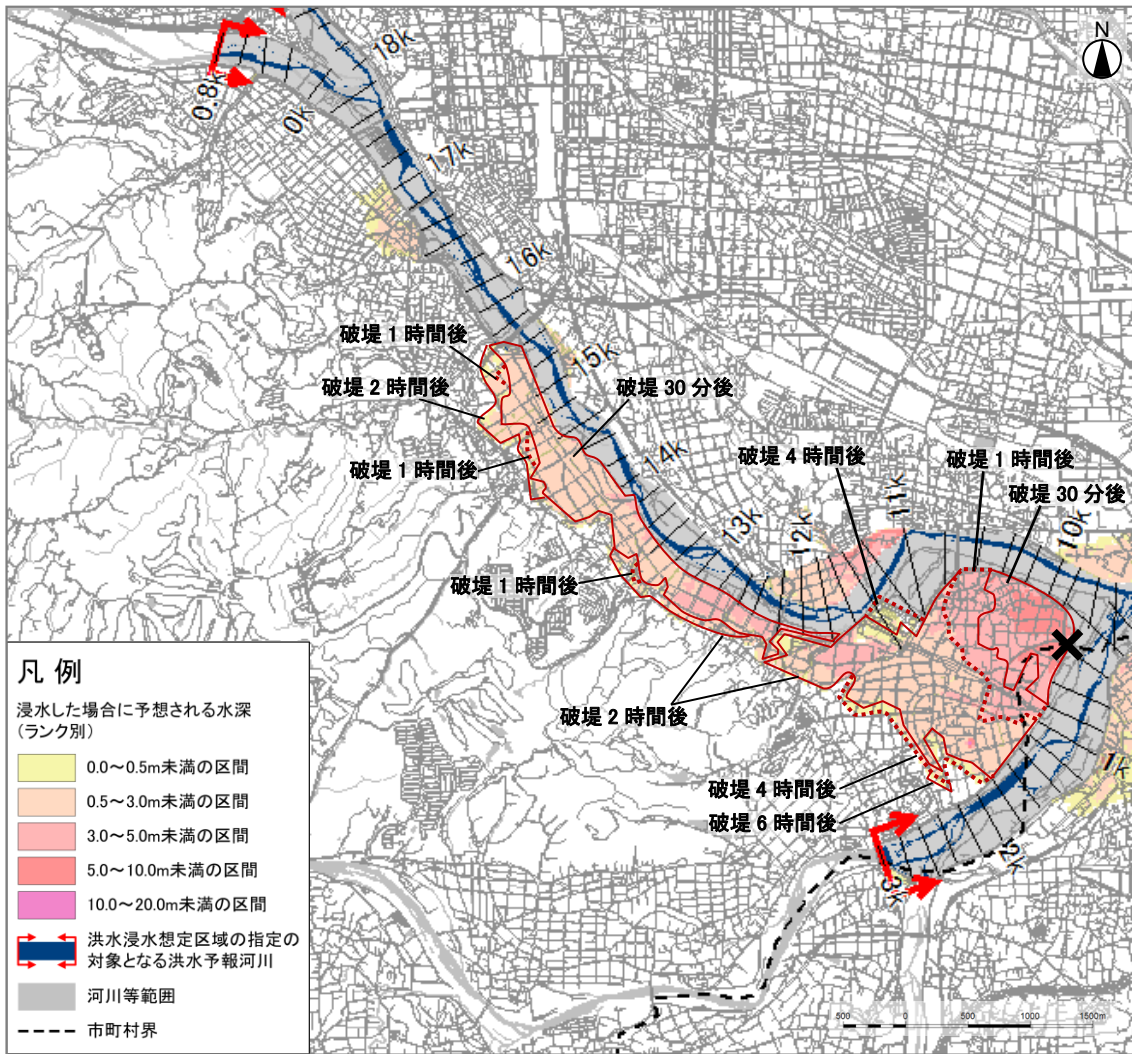 N
18k
0.8k
0k
17k
16k
破堤1時間後
15k
破堤2時間後
破堤30分後
破堤1時間後
14k
破堤4時間後
破堤1時間後
11k
破堤30分後
13k
12k
10k
破堤1時間後
破堤2時間後
1k
破堤4時間後
破堤6時間後
2k
3k
凡例
浸水した場合に予想される水深
(ランク別)
0.0～0.5m未満の区間
0.5～3.0m未満の区間
3.0～5.0m未満の区間
5.0～10.0m未満の区間
10.0～20.0m未満の区間
洪水浸水想定区域の指定の
対象となる洪水予報河川
河川等範囲
市町村界
500 0 500 1000 1500m